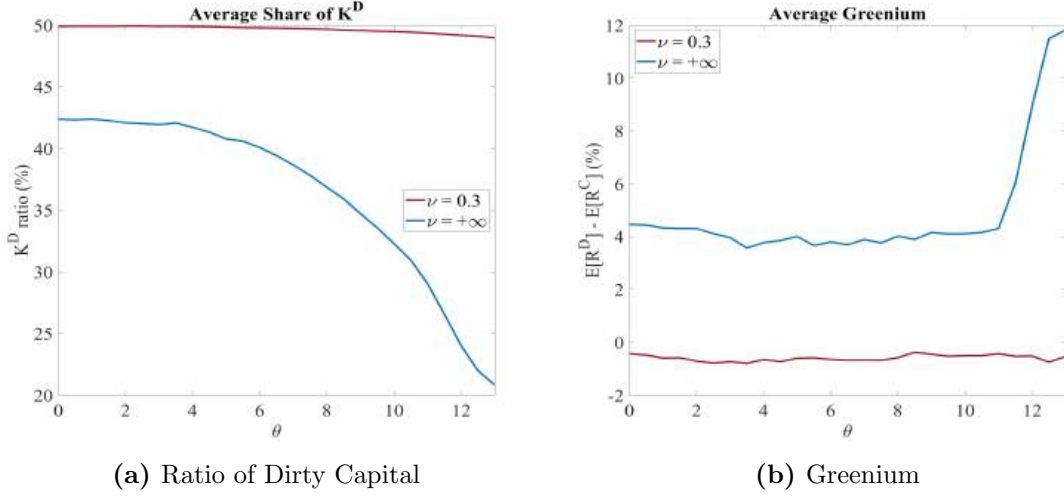 Average Share of K^D
50
45
40
35
30
25
20
K^D ratio (%)
ν = 0.3
ν = +∞
0 2 4 6 8 10 12
θ
(a) Ratio of Dirty Capital
Average Greenium
12
10
8
6
4
2
0
-2
E[R^D] - E[R^C] (%)
ν = 0.3
ν = +∞
0 2 4 6 8 10 12
θ
(b) Greenium